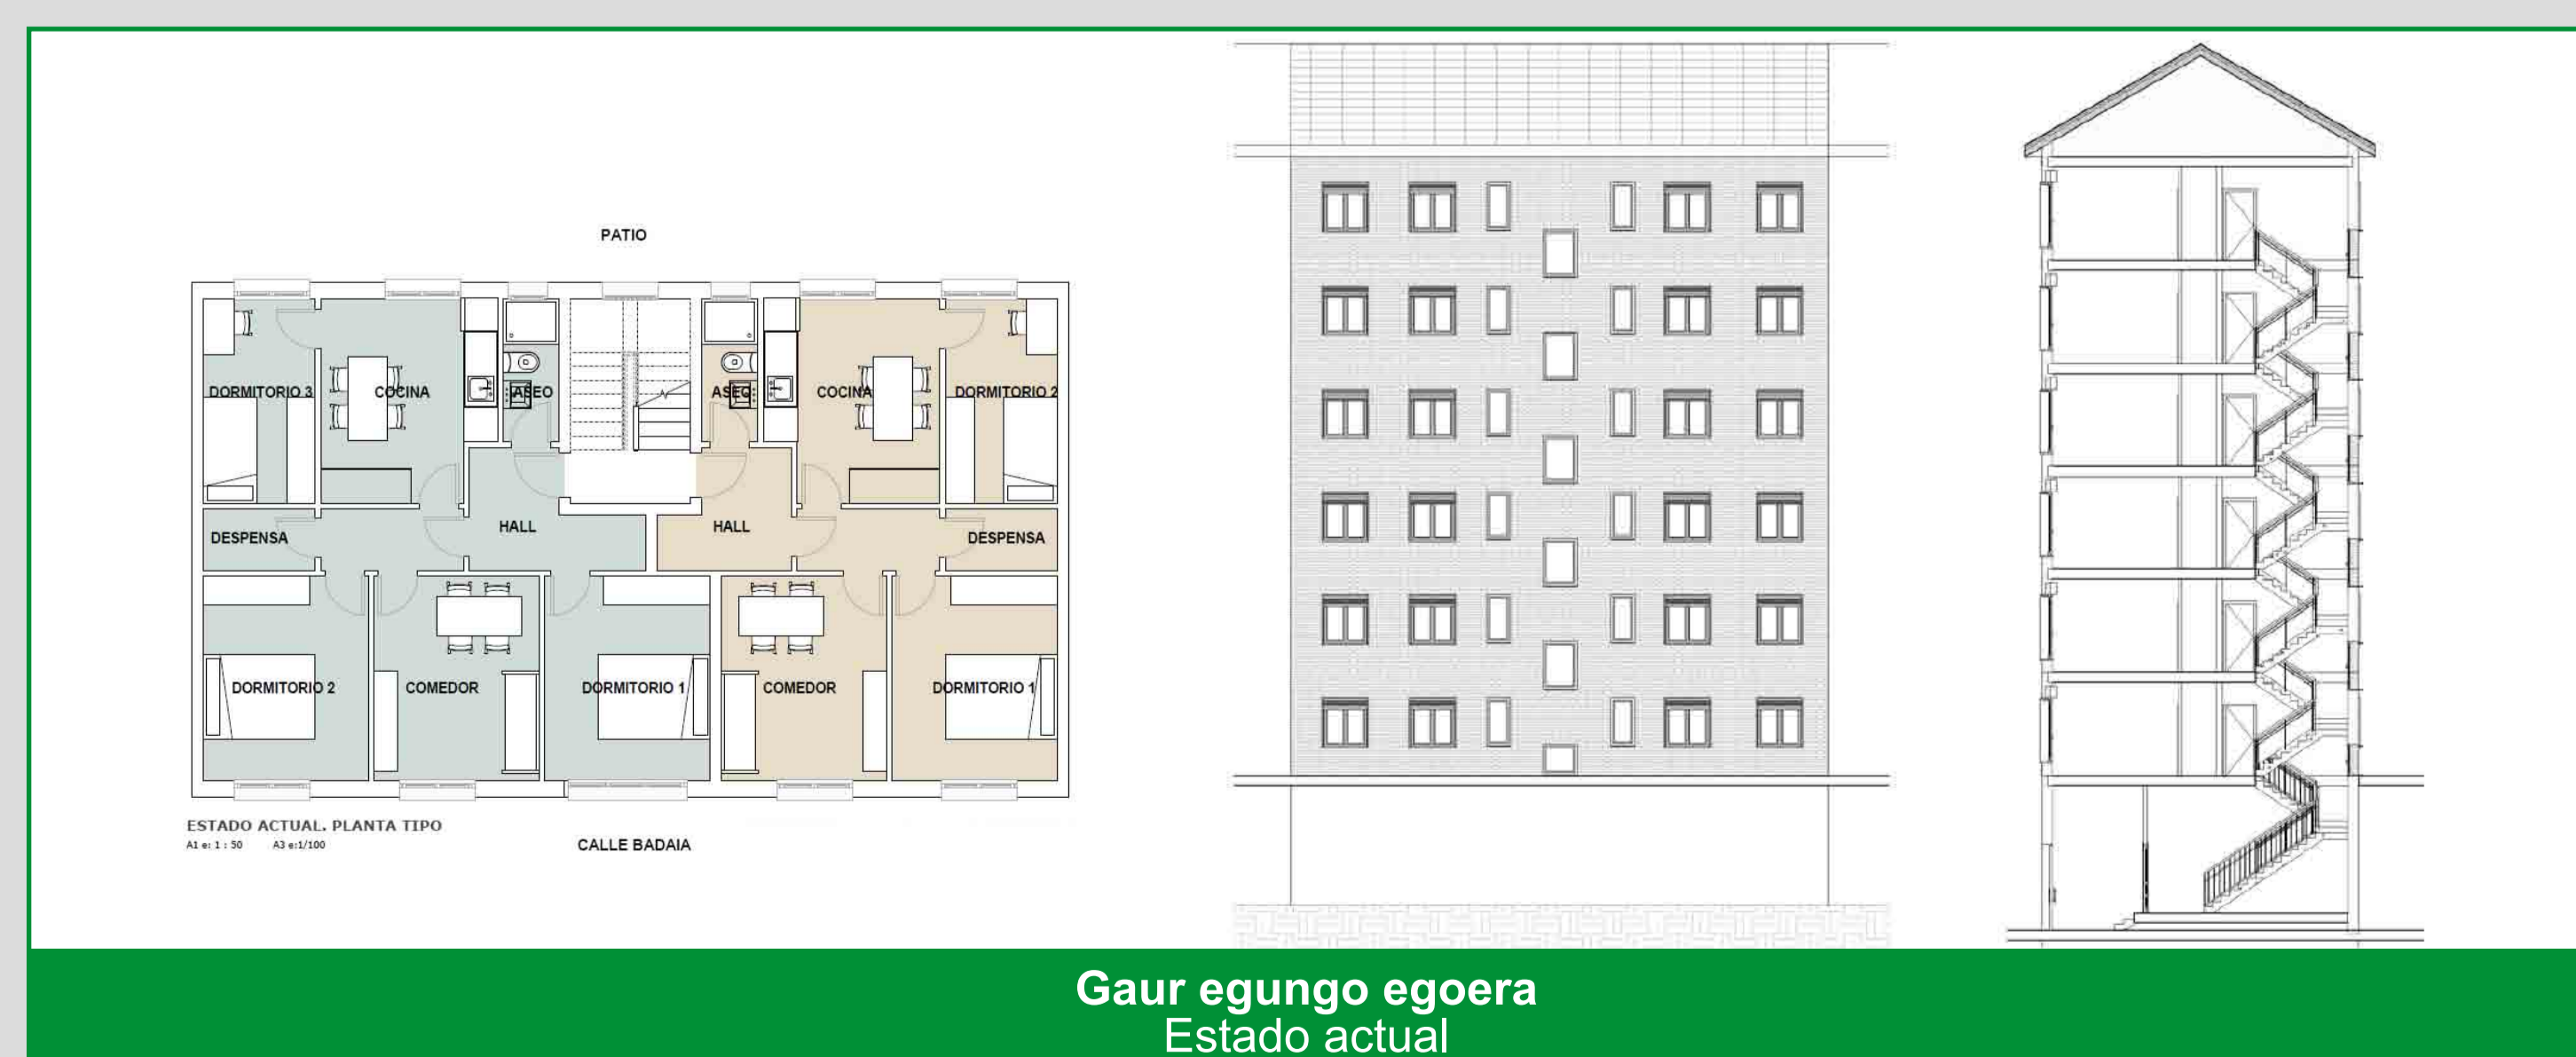 PATIO
DORMITORIO 3
COCINA
ASEO
ASEO
COCINA
DORMITORIO 2
DESPENSA
HALL
HALL
DESPENSA
DORMITORIO 2
COMEDOR
DORMITORIO 1
COMEDOR
DORMITORIO 1
ESTADO ACTUAL. PLANTA TIPO
A1 e: 1 : 50 A3 e:1/100
CALLE BADAIA
Gaur egungo egoera
Estado actual